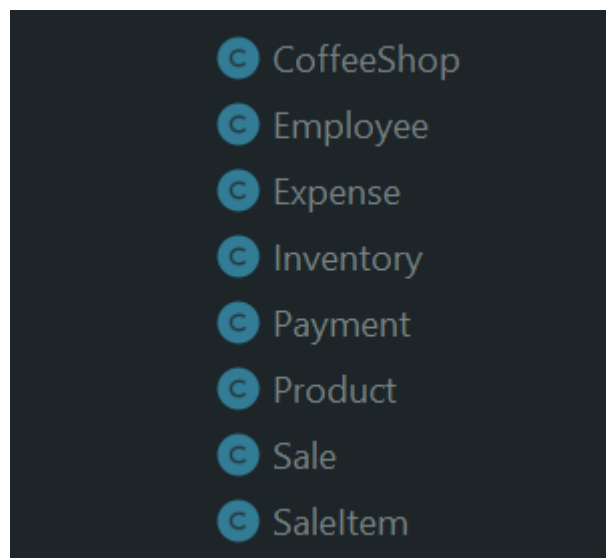 C CoffeeShop
C Employee
C Expense
C Inventory
C Payment
C Product
C Sale
C SaleItem